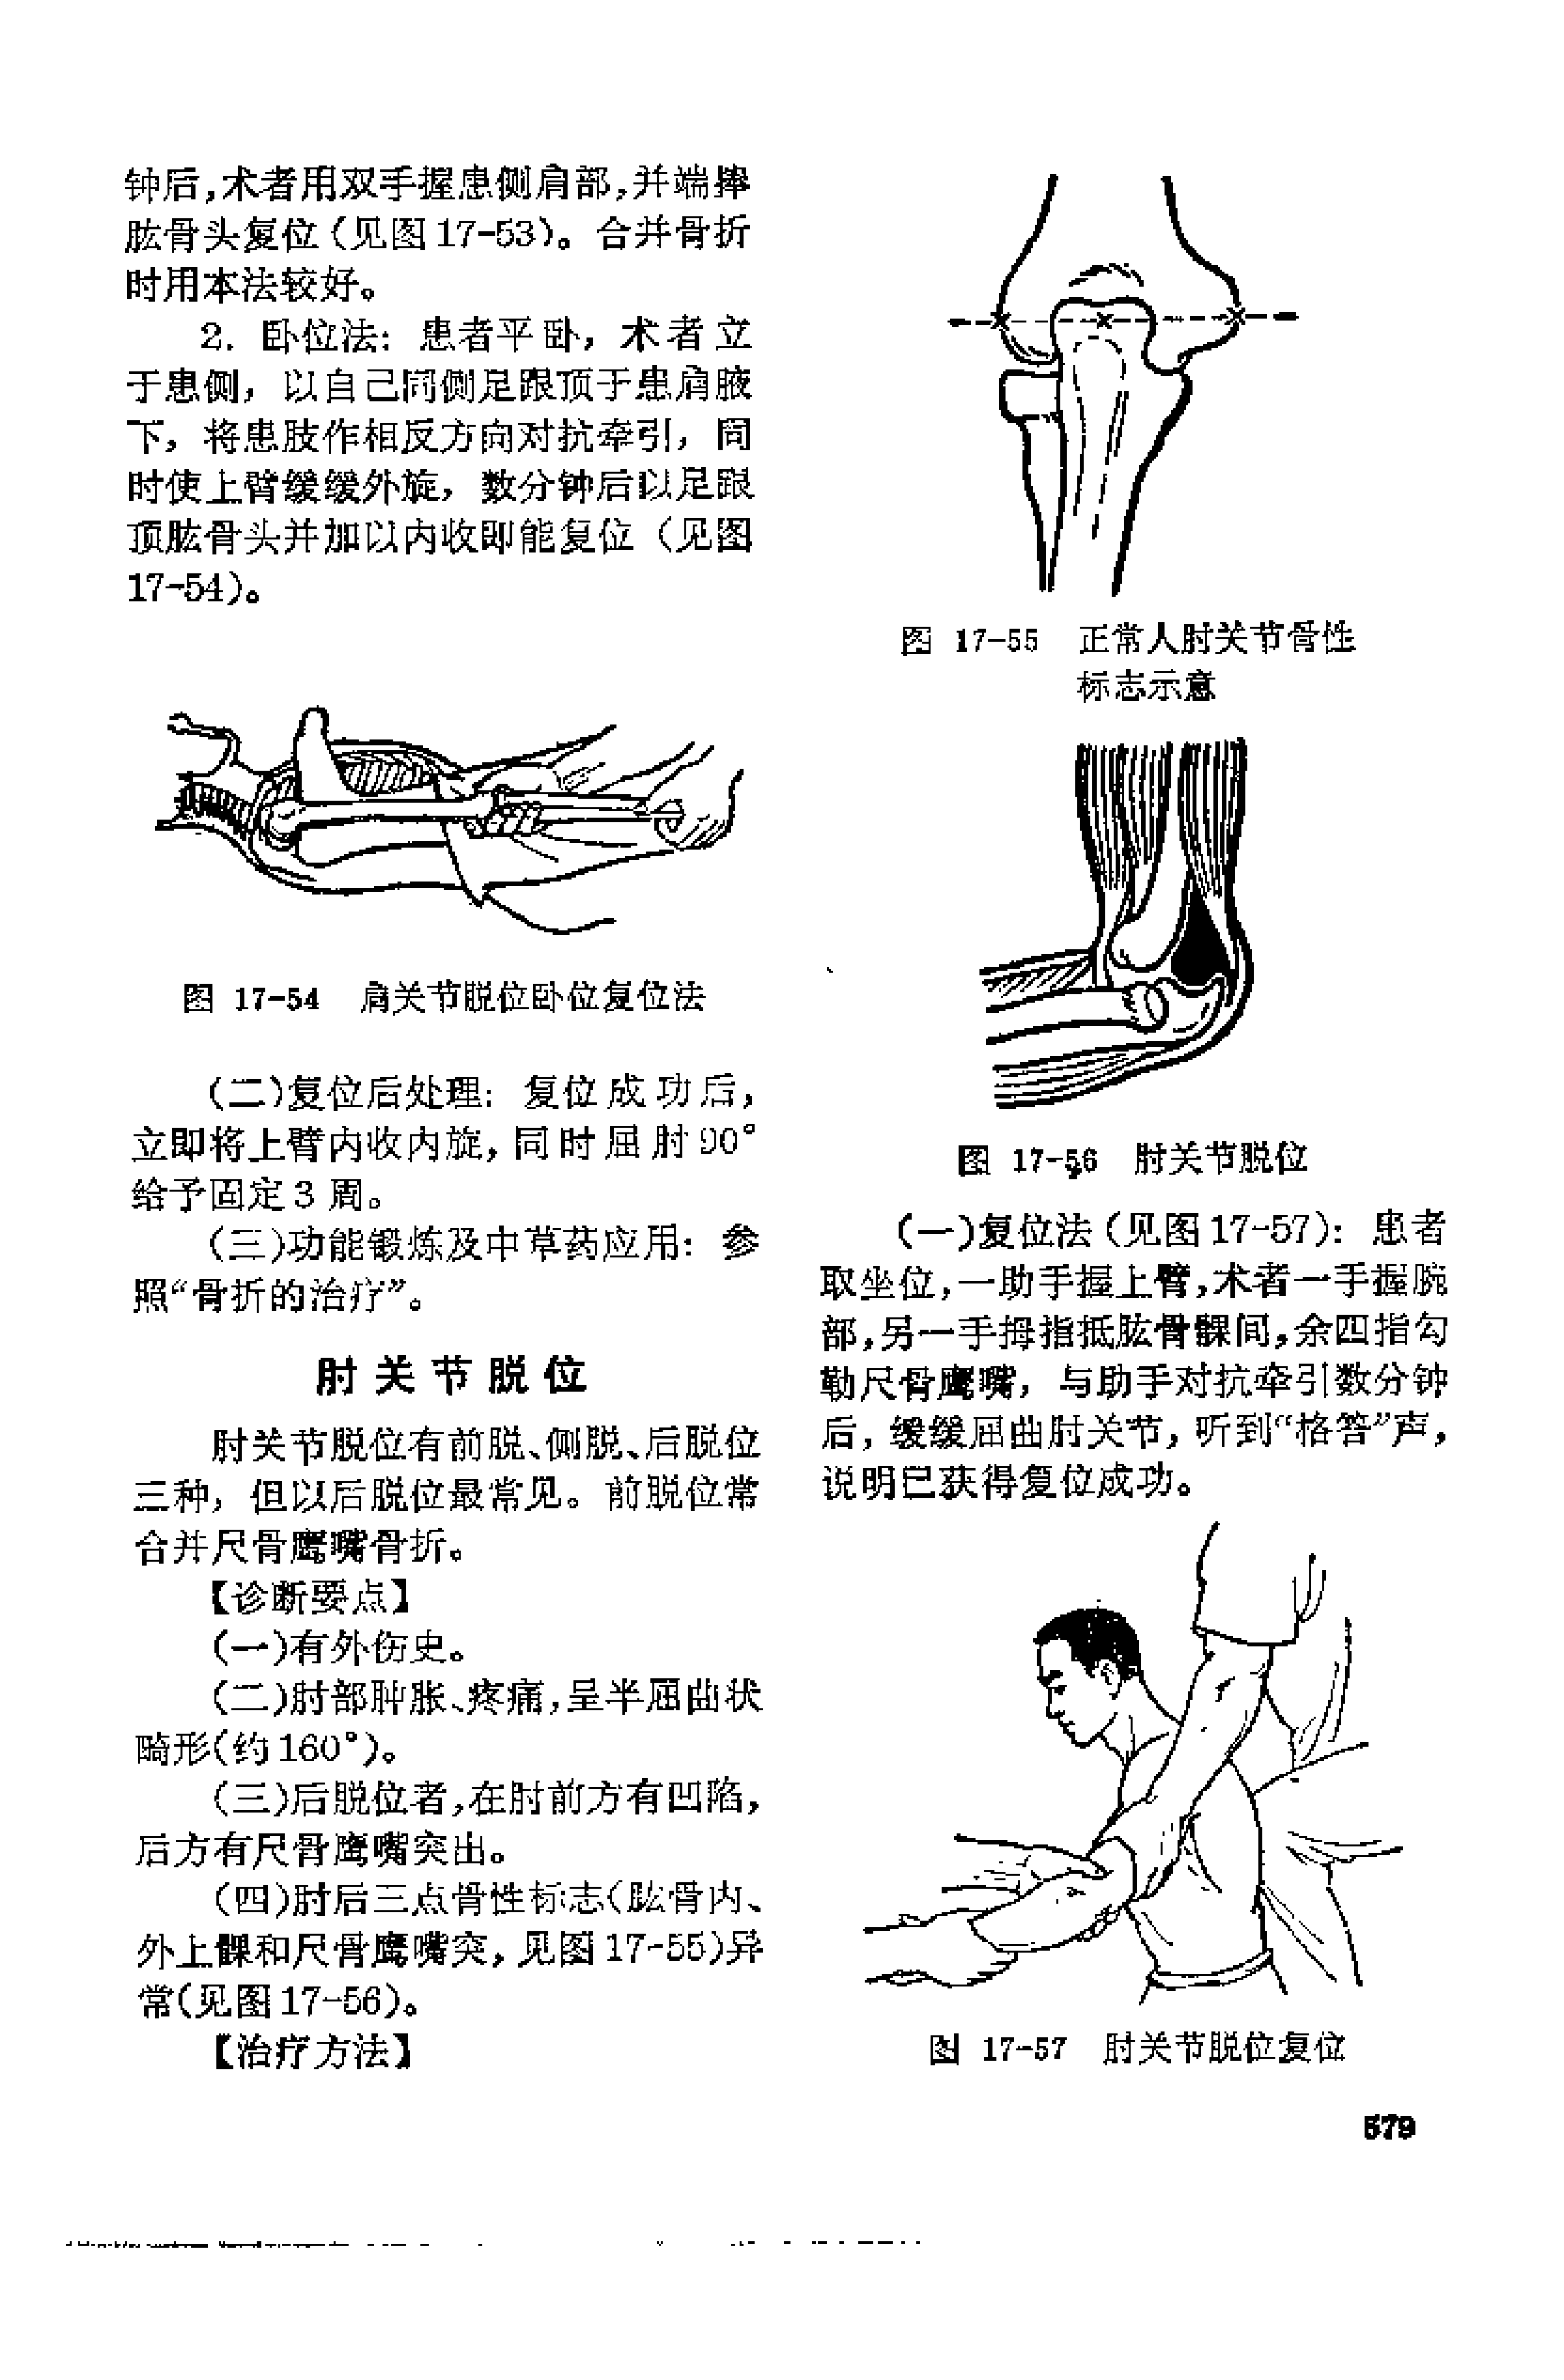 钟后,术者用双手握患侧肩部,并端捧
肱骨头复位(见图17-53)。合并骨折
时用本法较好。
2. 卧位法: 患者平卧, 术者立
于患侧, 以自己同侧足跟顶于患肩腋
下, 将患肢作相反方向对抗牵引, 同
时使上臂缓缓外旋, 数分钟后以足跟
顶肱骨头并加以内收即能复位(见图
17-54)。
图 17-54 肩关节脱位卧位复位法
(二)复位后处理: 复位成功后,
立即将上臂内收内旋,同时屈肘90°
给予固定3周。
(三)功能锻炼及中草药应用: 参
照“骨折的治疗”。
肘关节脱位
肘关节脱位有前脱、侧脱、后脱位
三种, 但以后脱位最常见。前脱位常
合并尺骨鹰嘴骨折。
【诊断要点】
(一)有外伤史。
(二)肘部肿胀、疼痛,呈半屈曲状
畸形(约160°)。
(三)后脱位者,在肘前方有凹陷,
后方有尺骨鹰嘴突出。
(四)肘后三点骨性标志(肱骨内、
外上髁和尺骨鹰嘴突, 见图17-55)异
常(见图17-56)。
【治疗方法】
图 17-55 正常人肘关节骨性
标志示意
图 17-56 肘关节脱位
(一)复位法(见图17-57): 患者
取坐位,一助手握上臂,术者一手握腕
部,另一手拇指抵肱骨髁间,余四指勾
勒尺骨鹰嘴, 与助手对抗牵引数分钟
后, 缓缓屈曲肘关节, 听到“格答”声,
说明已获得复位成功。
图 17-57 肘关节脱位复位
579